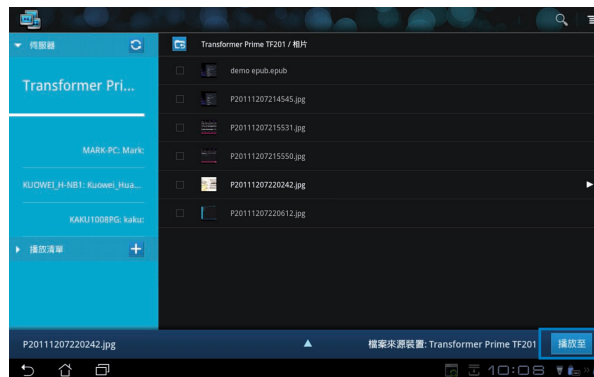 伺服器
Transformer Prime TF201 / 相片
Transformer Pri...
demo epub.epub
P20111207214545.jpg
P20111207215531.jpg
MARK-PC: Mark:
P20111207215550.jpg
KUOWEI_H-NB1: Kuowei_Hua...
P20111207220242.jpg
KAKU1008PG: kaku:
P20111207220612.jpg
播放清單
P20111207220242.jpg
檔案來源裝置: Transformer Prime TF201
播放至
10:08